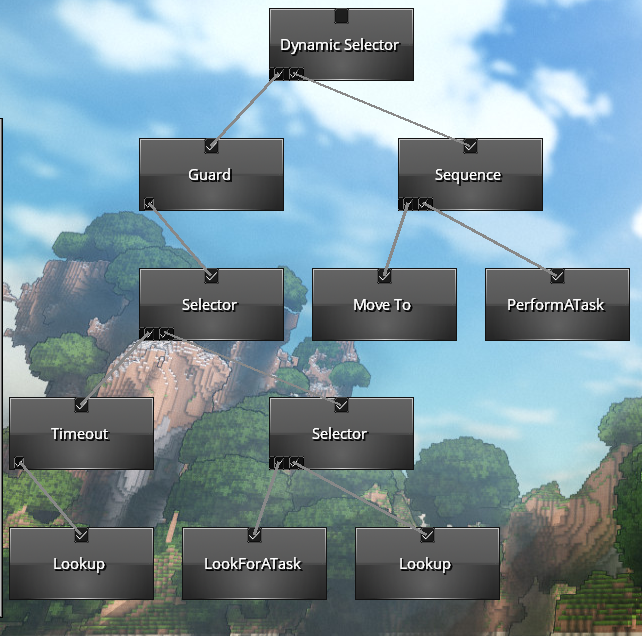 Dynamic Selector
Guard
Sequence
Selector
Move To
PerformATask
Timeout
Selector
Lookup
LookForATask
Lookup